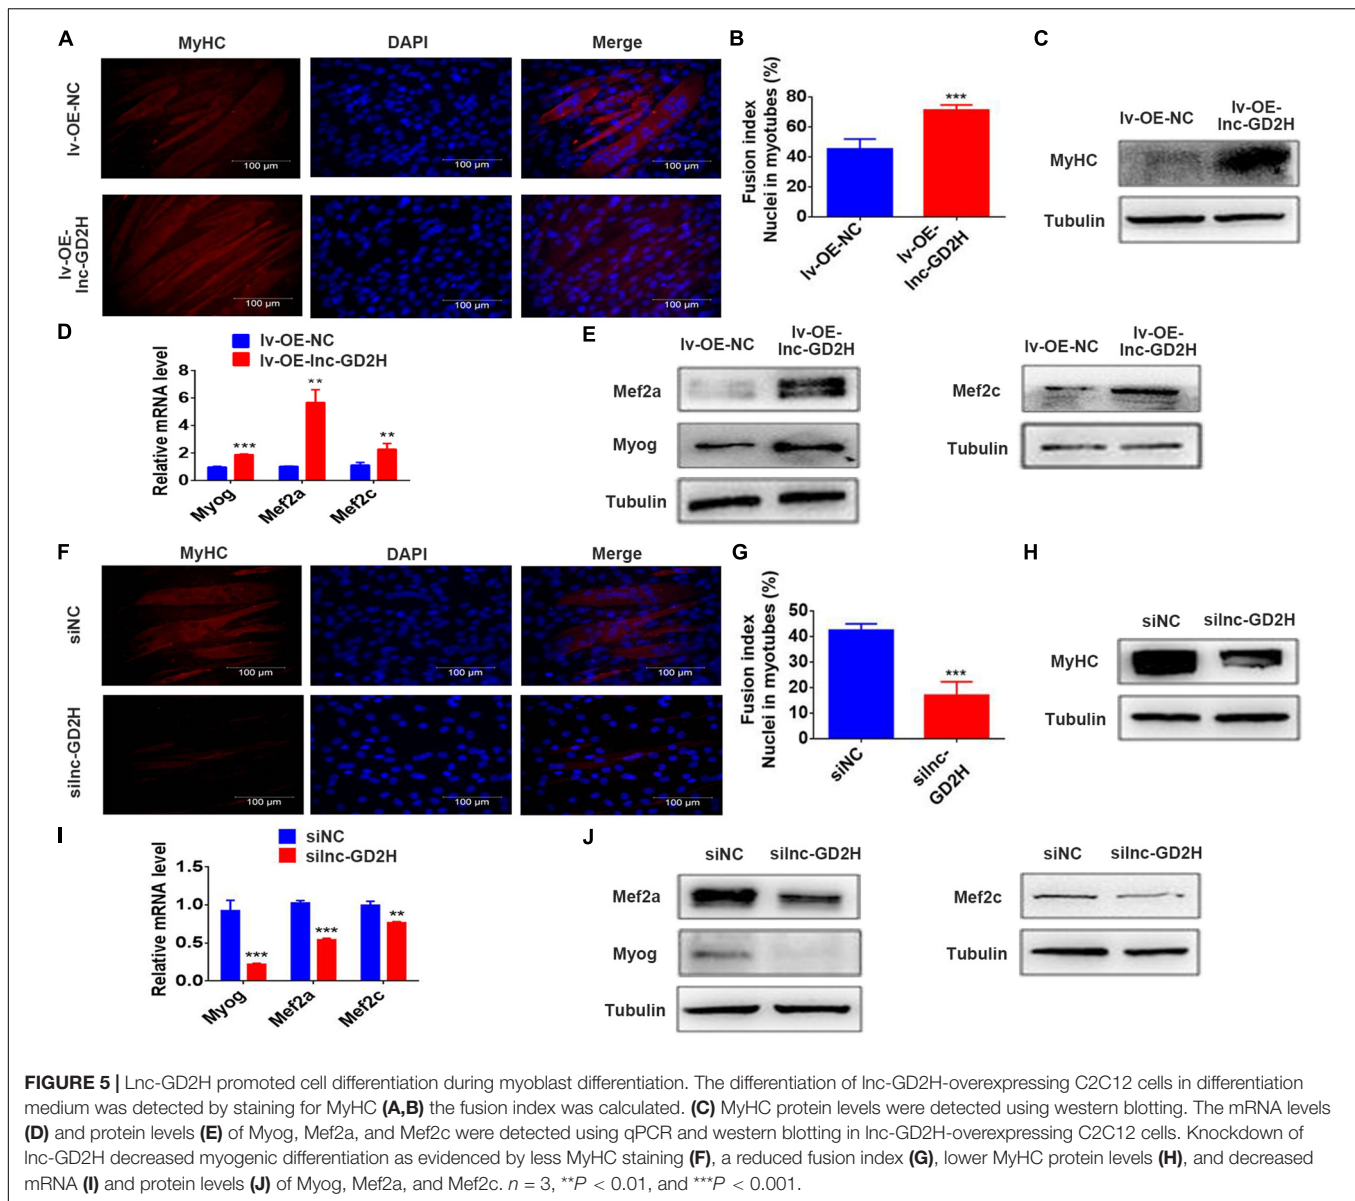 A
MyHC
DAPI
Merge
lv-OE-NC
100 µm
100 µm
100 µm
lv-OE-
lnc-GD2H
100 µm
100 µm
100 µm
B
Fusion index
Nuclei in myotubes (%)
80
60
40
20
0
***
lv-OE-NC
lv-OE-
lnc-GD2H
C
lv-OE-NC
lv-OE-
lnc-GD2H
MyHC
Tubulin
D
lv-OE-NC
lv-OE-lnc-GD2H
Relative mRNA level
8
6
4
2
0
***
**
**
Myog
Mef2a
Mef2c
E
lv-OE-NC
lv-OE-
lnc-GD2H
Mef2a
Myog
Tubulin
lv-OE-NC
lv-OE-
lnc-GD2H
Mef2c
Tubulin
F
MyHC
DAPI
Merge
siNC
100 µm
100 µm
100 µm
silnc-GD2H
100 µm
100 µm
100 µm
G
Fusion index
Nuclei in myotubes (%)
50
40
30
20
10
0
***
siNC
silnc-
GD2H
H
siNC
silnc-GD2H
MyHC
Tubulin
I
siNC
silnc-GD2H
Relative mRNA level
1.5
1.0
0.5
0.0
***
***
**
Myog
Mef2a
Mef2c
J
siNC
silnc-GD2H
Mef2a
Myog
Tubulin
siNC
silnc-GD2H
Mef2c
Tubulin
FIGURE 5 | Lnc-GD2H promoted cell differentiation during myoblast differentiation. The differentiation of lnc-GD2H-overexpressing C2C12 cells in differentiation
medium was detected by staining for MyHC (A,B) the fusion index was calculated. (C) MyHC protein levels were detected using western blotting. The mRNA levels
(D) and protein levels (E) of Myog, Mef2a, and Mef2c were detected using qPCR and western blotting in lnc-GD2H-overexpressing C2C12 cells. Knockdown of
lnc-GD2H decreased myogenic differentiation as evidenced by less MyHC staining (F), a reduced fusion index (G), lower MyHC protein levels (H), and decreased
mRNA (I) and protein levels (J) of Myog, Mef2a, and Mef2c. n = 3, **P < 0.01, and ***P < 0.001.